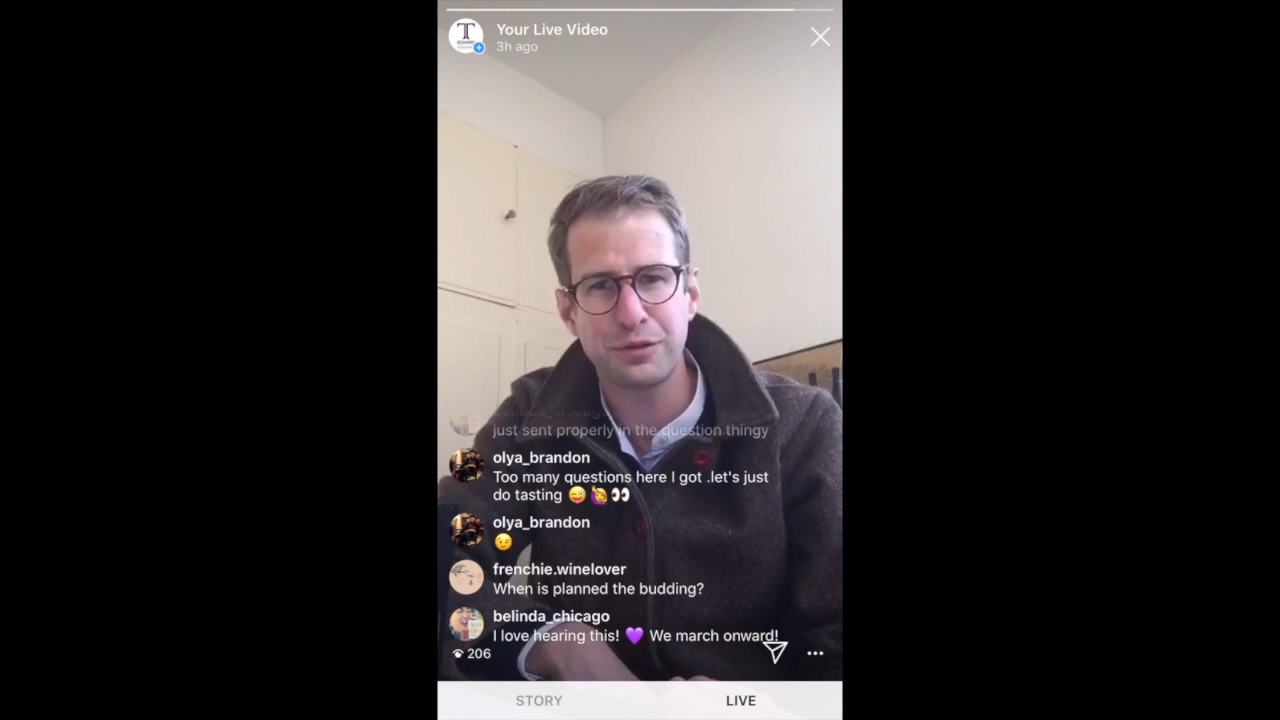 T
EDWARD
Your Live Video
3h ago
belinda_chicago
just sent properly in the question thingy
olya_brandon
Too many questions here I got .let's just
do tasting 😜🙋👀
olya_brandon
😉
frenchie.winelover
When is planned the budding?
belinda_chicago
I love hearing this! 💜 We march onward!
206
STORY
LIVE